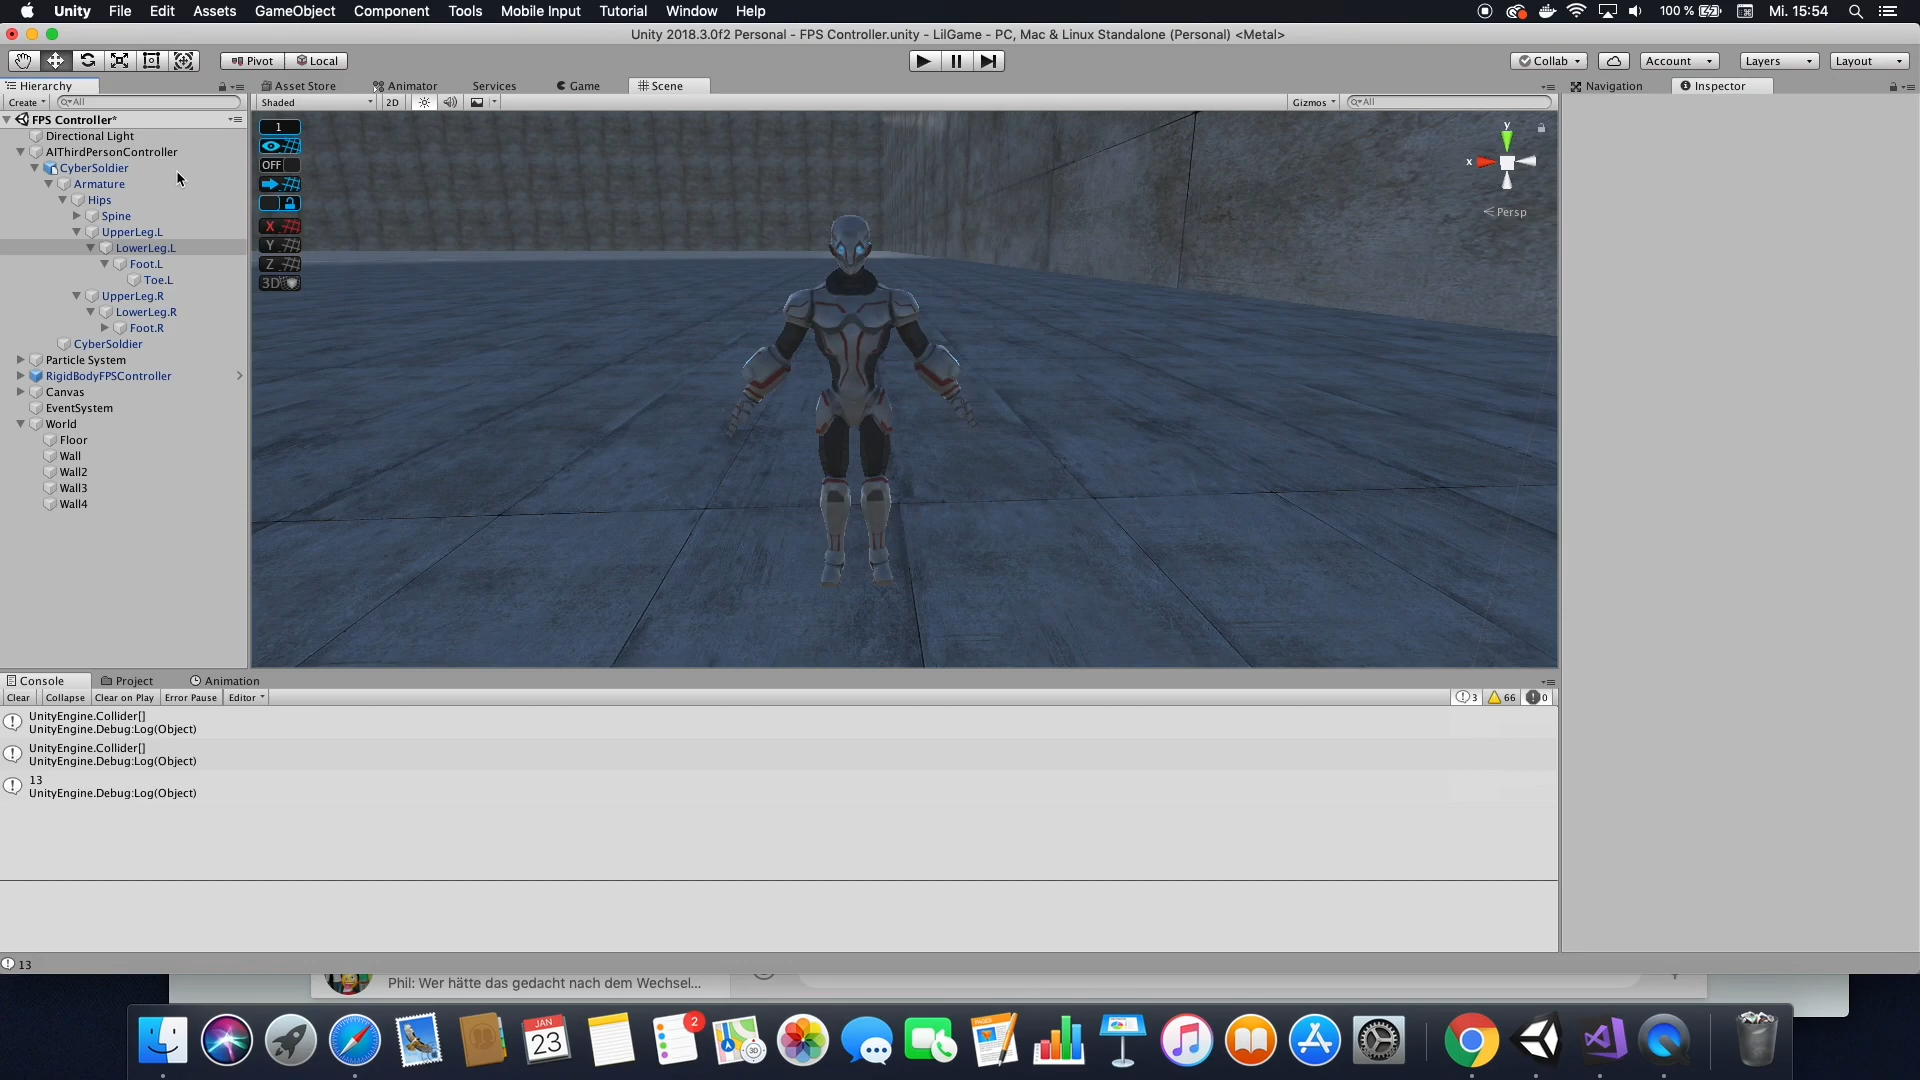 Unity File Edit Assets GameObject Component Tools Mobile Input Tutorial Window Help
100 % Mi. 15:54
Unity 2018.3.0f2 Personal - FPS Controller.unity - LilGame - PC, Mac & Linux Standalone (Personal) <Metal>
Pivot Local Collab Account Layers Layout
Hierarchy Asset Store Animator Services Game Scene Navigation Inspector
Create All Shaded 2D Gizmos All
FPS Controller*
Directional Light
AIThirdPersonController
CyberSoldier
Armature
Hips
Spine
UpperLeg.L
LowerLeg.L
Foot.L
Toe.L
UpperLeg.R
LowerLeg.R
Foot.R
CyberSoldier
Particle System
RigidBodyFPSController
Canvas
EventSystem
World
Floor
Wall
Wall2
Wall3
Wall4
1
OFF
X
Y
Z
3D
y
x
Persp
Console Project Animation
Clear Collapse Clear on Play Error Pause Editor 3 66 0
UnityEngine.Collider[]
UnityEngine.Debug:Log(Object)
UnityEngine.Collider[]
UnityEngine.Debug:Log(Object)
13
UnityEngine.Debug:Log(Object)
13
Phil: Wer hätte das gedacht nach dem Wechsel...
JAN
23
2
3D